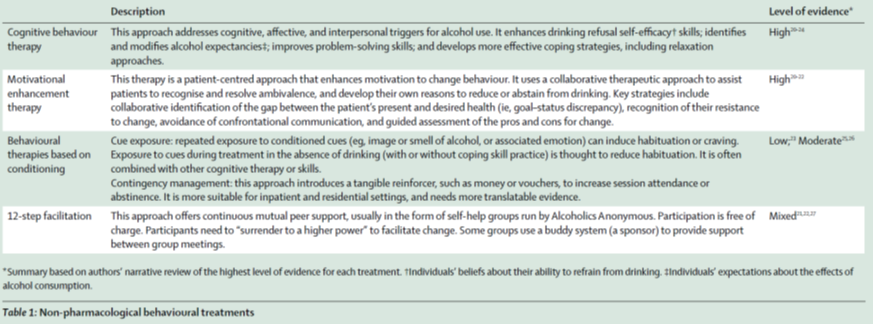 Description Level of evidence*
Cognitive behaviour This approach addresses cognitive, affective, and interpersonal triggers for alcohol use. It enhances drinking refusal self-efficacy† skills; identifies High
therapy and modifies alcohol expectancies‡; improves problem-solving skills; and develops more effective coping strategies, including relaxation
approaches.
Motivational This therapy is a patient-centred approach that enhances motivation to change behaviour. It uses a collaborative therapeutic approach to assist High
enhancement patients to recognise and resolve ambivalence, and develop their own reasons to reduce or abstain from drinking. Key strategies include
therapy collaborative identification of the gap between the patient's present and desired health (ie, goal–status discrepancy), recognition of their resistance
to change, avoidance of confrontational communication, and guided assessment of the pros and cons for change.
Behavioural Cue exposure: repeated exposure to conditioned cues (eg, image or smell of alcohol, or associated emotion) can induce habituation or craving. Low; Moderate
therapies based on Exposure to cues during treatment in the absence of drinking (with or without coping skill practice) is thought to reduce habituation. It is often
conditioning combined with other cognitive therapy or skills.
Contingency management: this approach introduces a tangible reinforcer, such as money or vouchers, to increase session attendance or
abstinence. It is more suitable for inpatient and residential settings, and needs more translatable evidence.
12-step facilitation This approach offers continuous mutual peer support, usually in the form of self-help groups run by Alcoholics Anonymous. Participation is free of Mixed
charge. Participants need to "surrender to a higher power" to facilitate change. Some groups use a buddy system (a sponsor) to provide support
between group meetings.
*Summary based on authors' narrative review of the highest level of evidence for each treatment. †Individuals' beliefs about their ability to refrain from drinking. ‡Individuals' expectations about the effects of
alcohol consumption.
Table 1: Non-pharmacological behavioural treatments